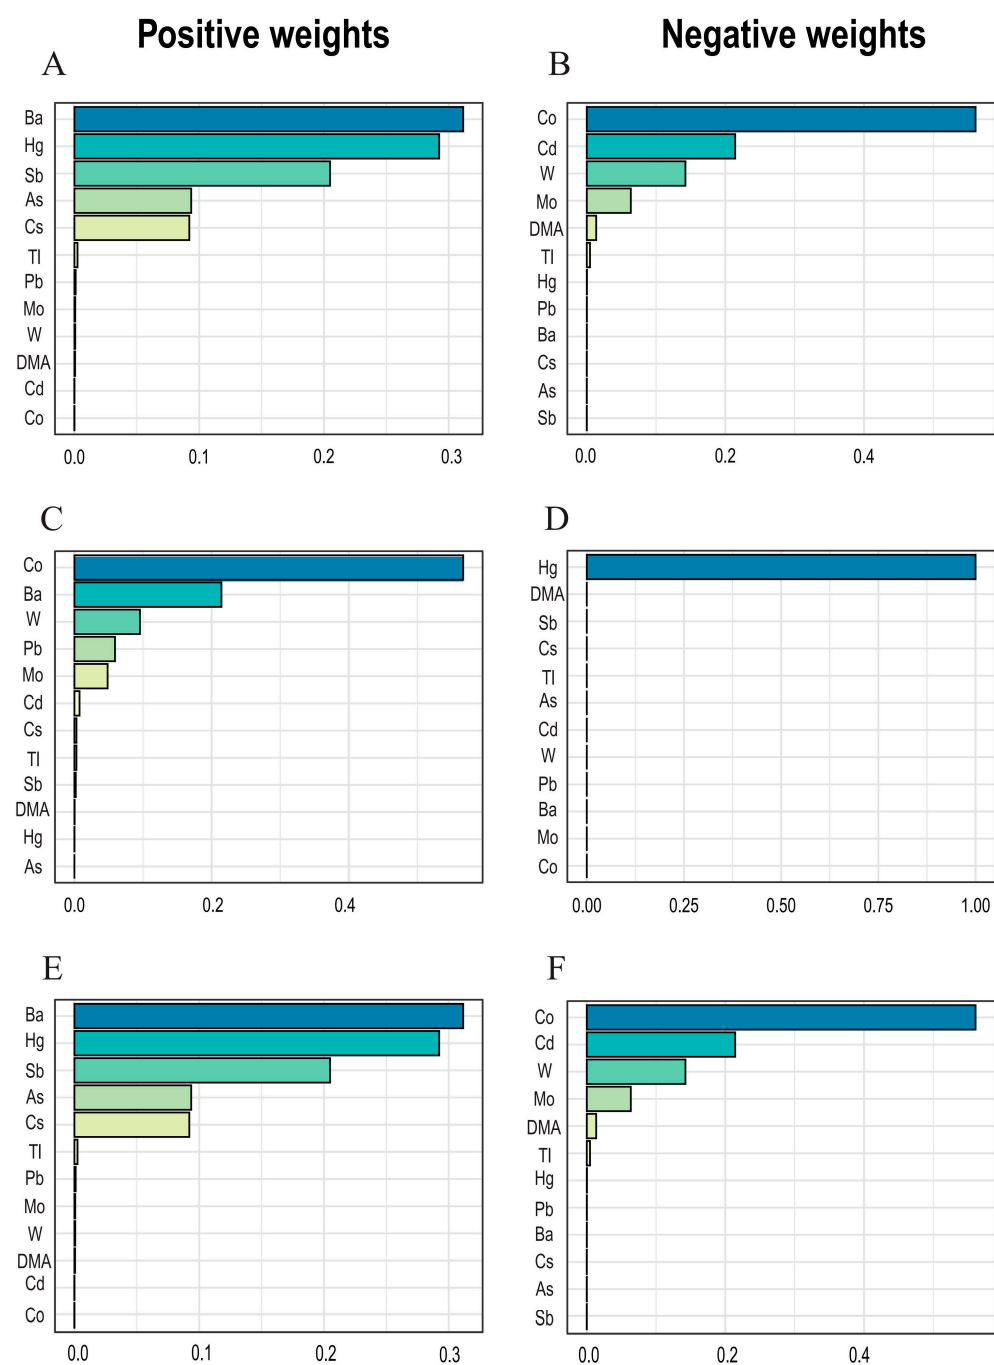 Positive weights
Negative weights
A
Ba
Hg
Sb
As
Cs
Tl
Pb
Mo
W
DMA
Cd
Co
0.0 0.1 0.2 0.3
B
Co
Cd
W
Mo
DMA
Tl
Hg
Pb
Ba
Cs
As
Sb
0.0 0.2 0.4
C
Co
Ba
W
Pb
Mo
Cd
Cs
Tl
Sb
DMA
Hg
As
0.0 0.2 0.4
D
Hg
DMA
Sb
Cs
Tl
As
Cd
W
Pb
Ba
Mo
Co
0.00 0.25 0.50 0.75 1.00
E
Ba
Hg
Sb
As
Cs
Tl
Pb
Mo
W
DMA
Cd
Co
0.0 0.1 0.2 0.3
F
Co
Cd
W
Mo
DMA
Tl
Hg
Pb
Ba
Cs
As
Sb
0.0 0.2 0.4